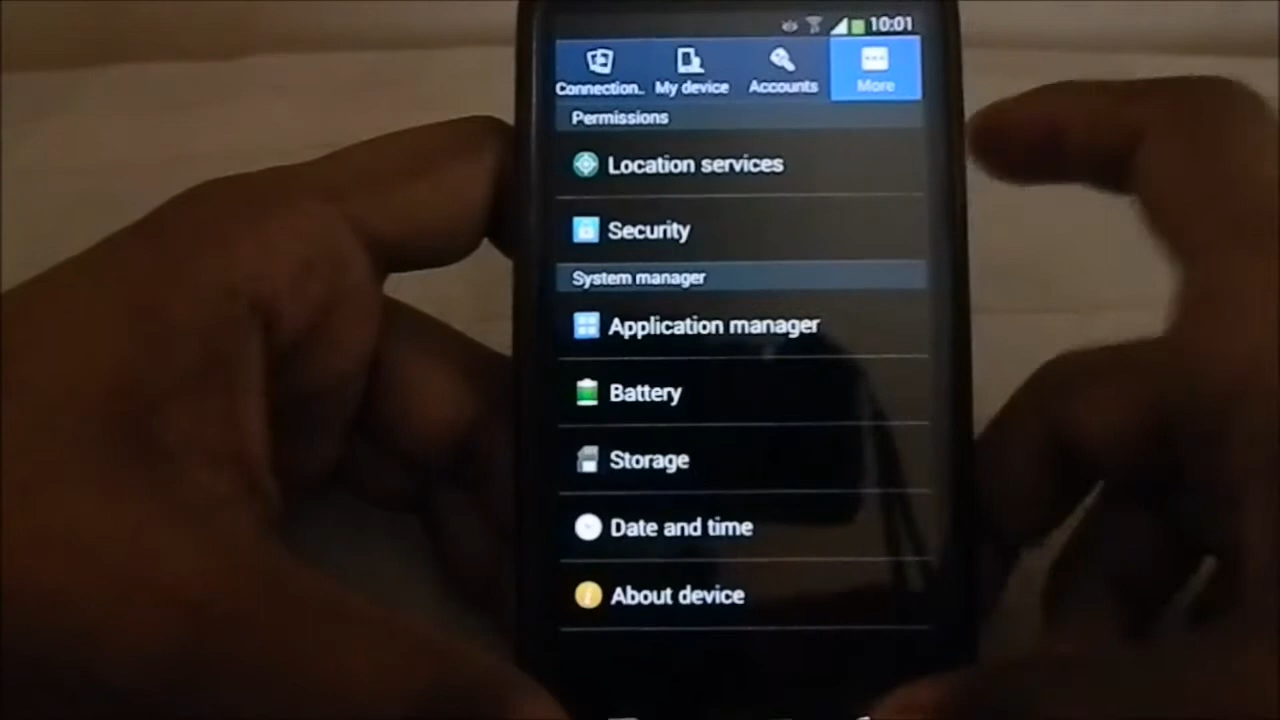 10:01
Connection..
My device
Accounts
More
Permissions
Location services
Security
System manager
Application manager
Battery
Storage
Date and time
About device